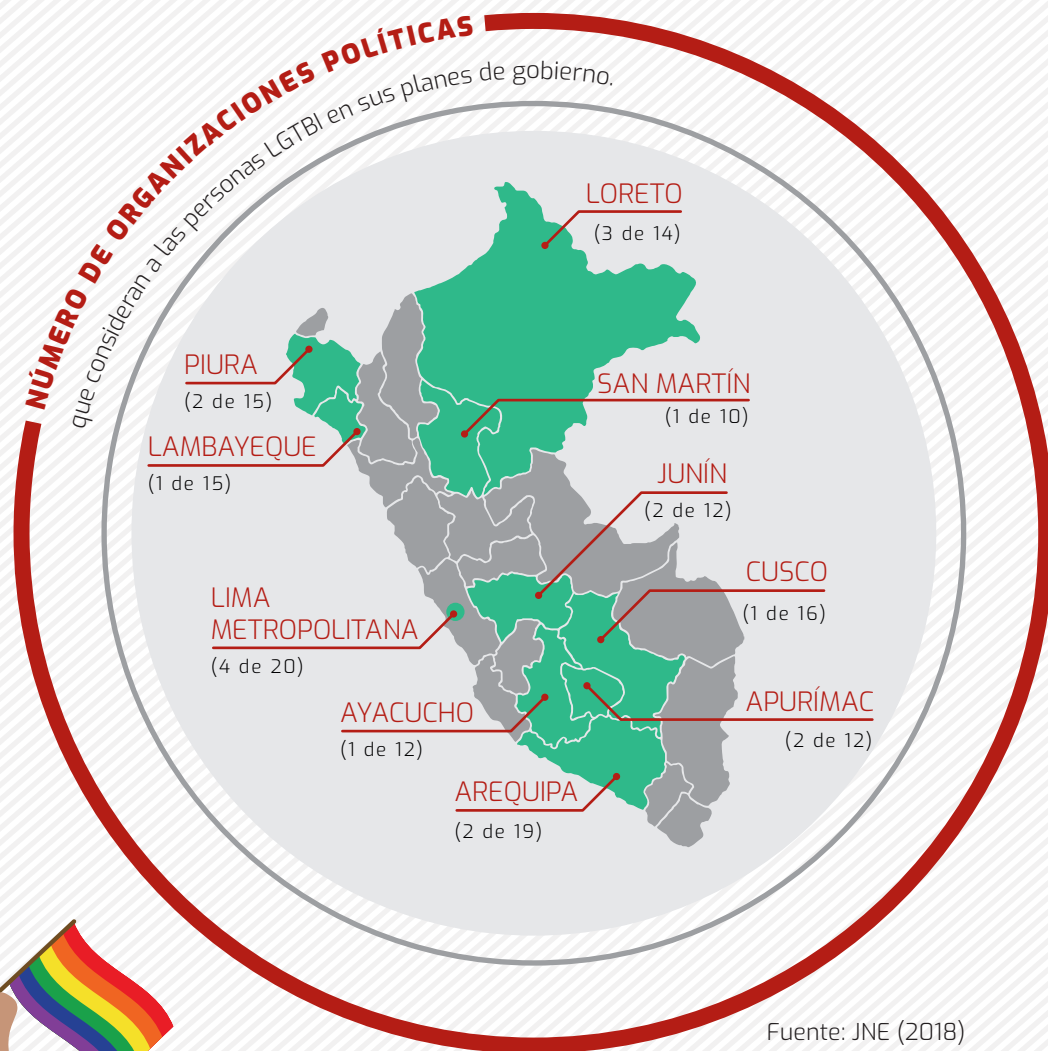 NÚMERO DE ORGANIZACIONES POLÍTICAS
que consideran a las personas LGTBI en sus planes de gobierno.
LORETO
(3 de 14)
PIURA
(2 de 15)
SAN MARTÍN
(1 de 10)
LAMBAYEQUE
(1 de 15)
JUNÍN
(2 de 12)
CUSCO
(1 de 16)
LIMA
METROPOLITANA
(4 de 20)
APURÍMAC
(2 de 12)
AYACUCHO
(1 de 12)
AREQUIPA
(2 de 19)
Fuente: JNE (2018)